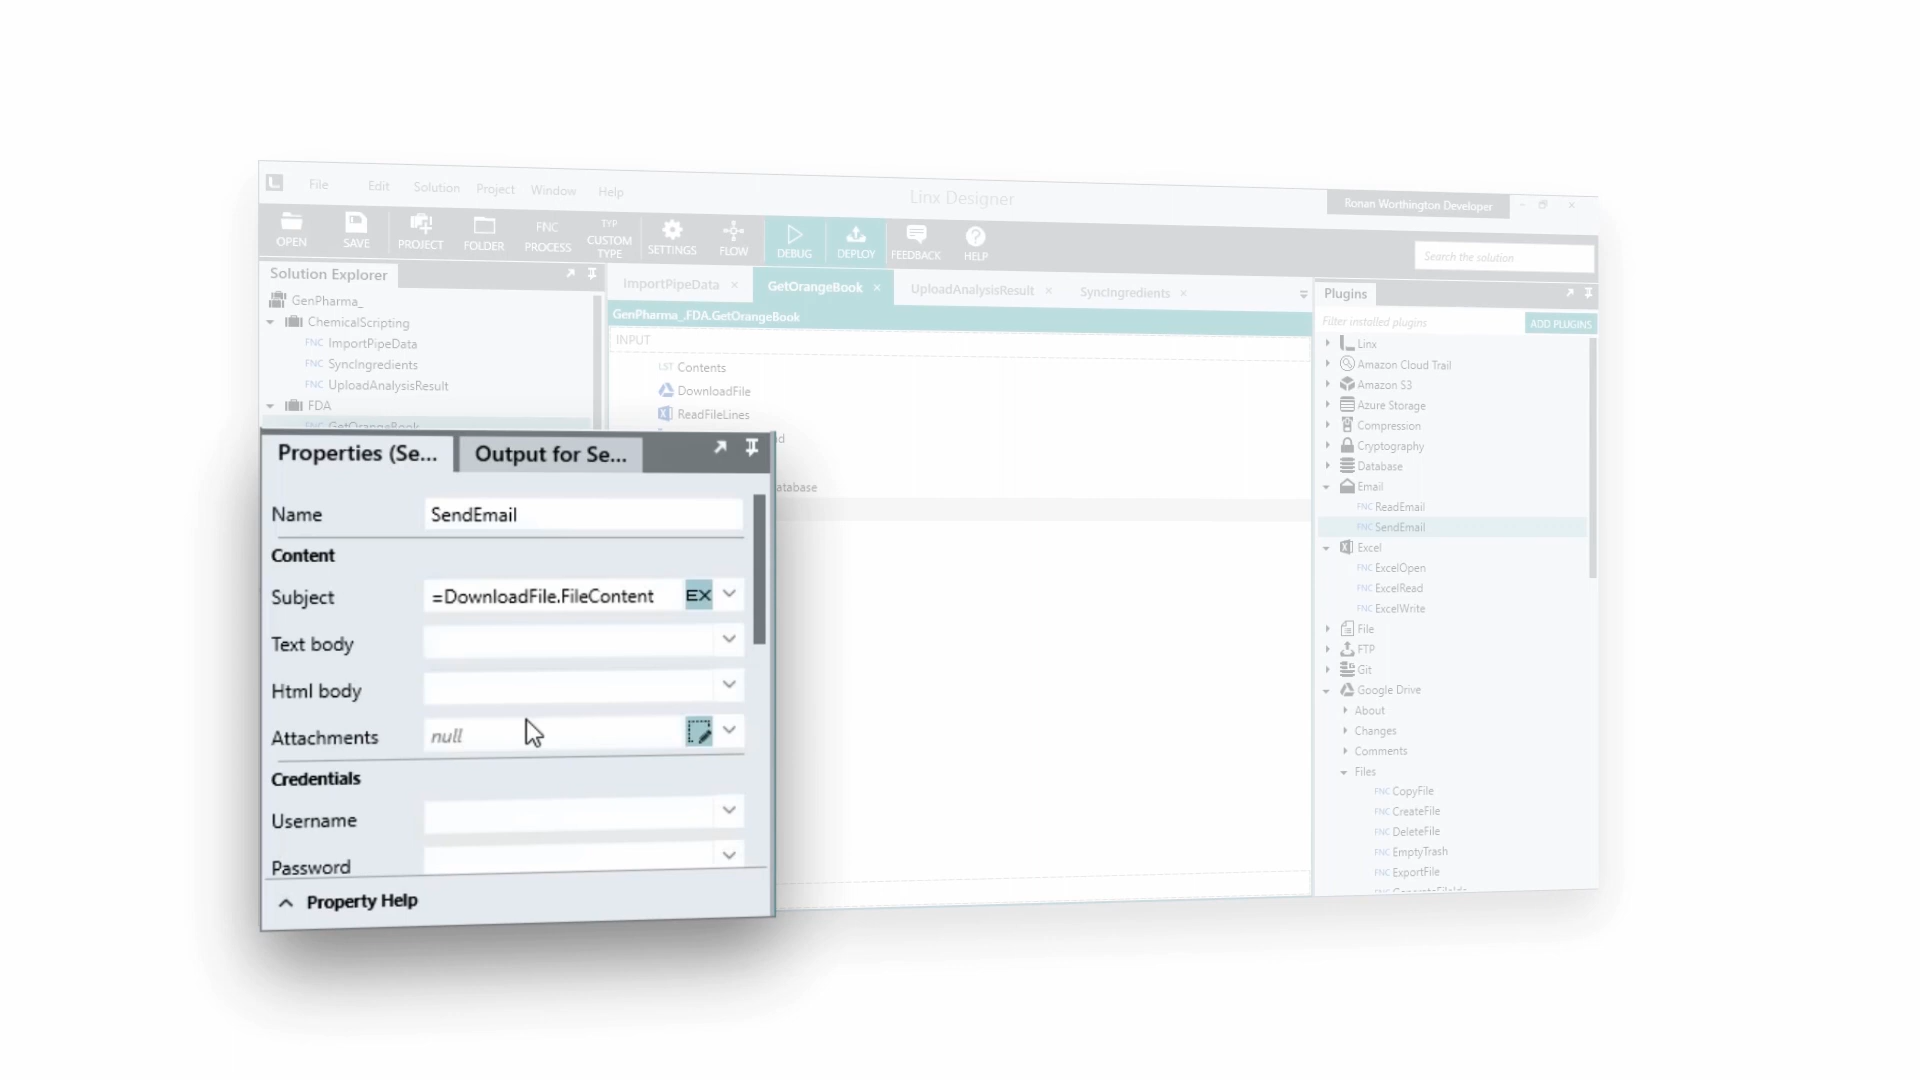 File Edit Solution Project Window Help
Linx Designer
Ronan Worthington Developer
OPEN
SAVE
PROJECT
FOLDER
FNC
PROCESS
TYP
CUSTOM
TYPE
SETTINGS
FLOW
DEBUG
DEPLOY
FEEDBACK
HELP
Search the solution
Solution Explorer
GenPharma_
ChemicalScripting
FNC ImportPipeData
FNC SyncIngredients
FNC UploadAnalysisResult
FDA
FNC GetOrangeBook
ImportPipeData
GetOrangeBook
UploadAnalysisResult
SyncIngredients
GenPharma_.FDA.GetOrangeBook
INPUT
LST Contents
DownloadFile
ReadFileLines
d
atabase
Properties (Se...
Output for Se...
Name SendEmail
Content
Subject =DownloadFile.FileContent EX
Text body
Html body
Attachments null
Credentials
Username
Password
Property Help
Plugins
Filter installed plugins
ADD PLUGINS
Linx
Amazon Cloud Trail
Amazon S3
Azure Storage
Compression
Cryptography
Database
Email
FNC ReadEmail
FNC SendEmail
Excel
FNC ExcelOpen
FNC ExcelRead
FNC ExcelWrite
File
FTP
Git
Google Drive
About
Changes
Comments
Files
FNC CopyFile
FNC CreateFile
FNC DeleteFile
FNC EmptyTrash
FNC ExportFile
FNC GenerateFileIds